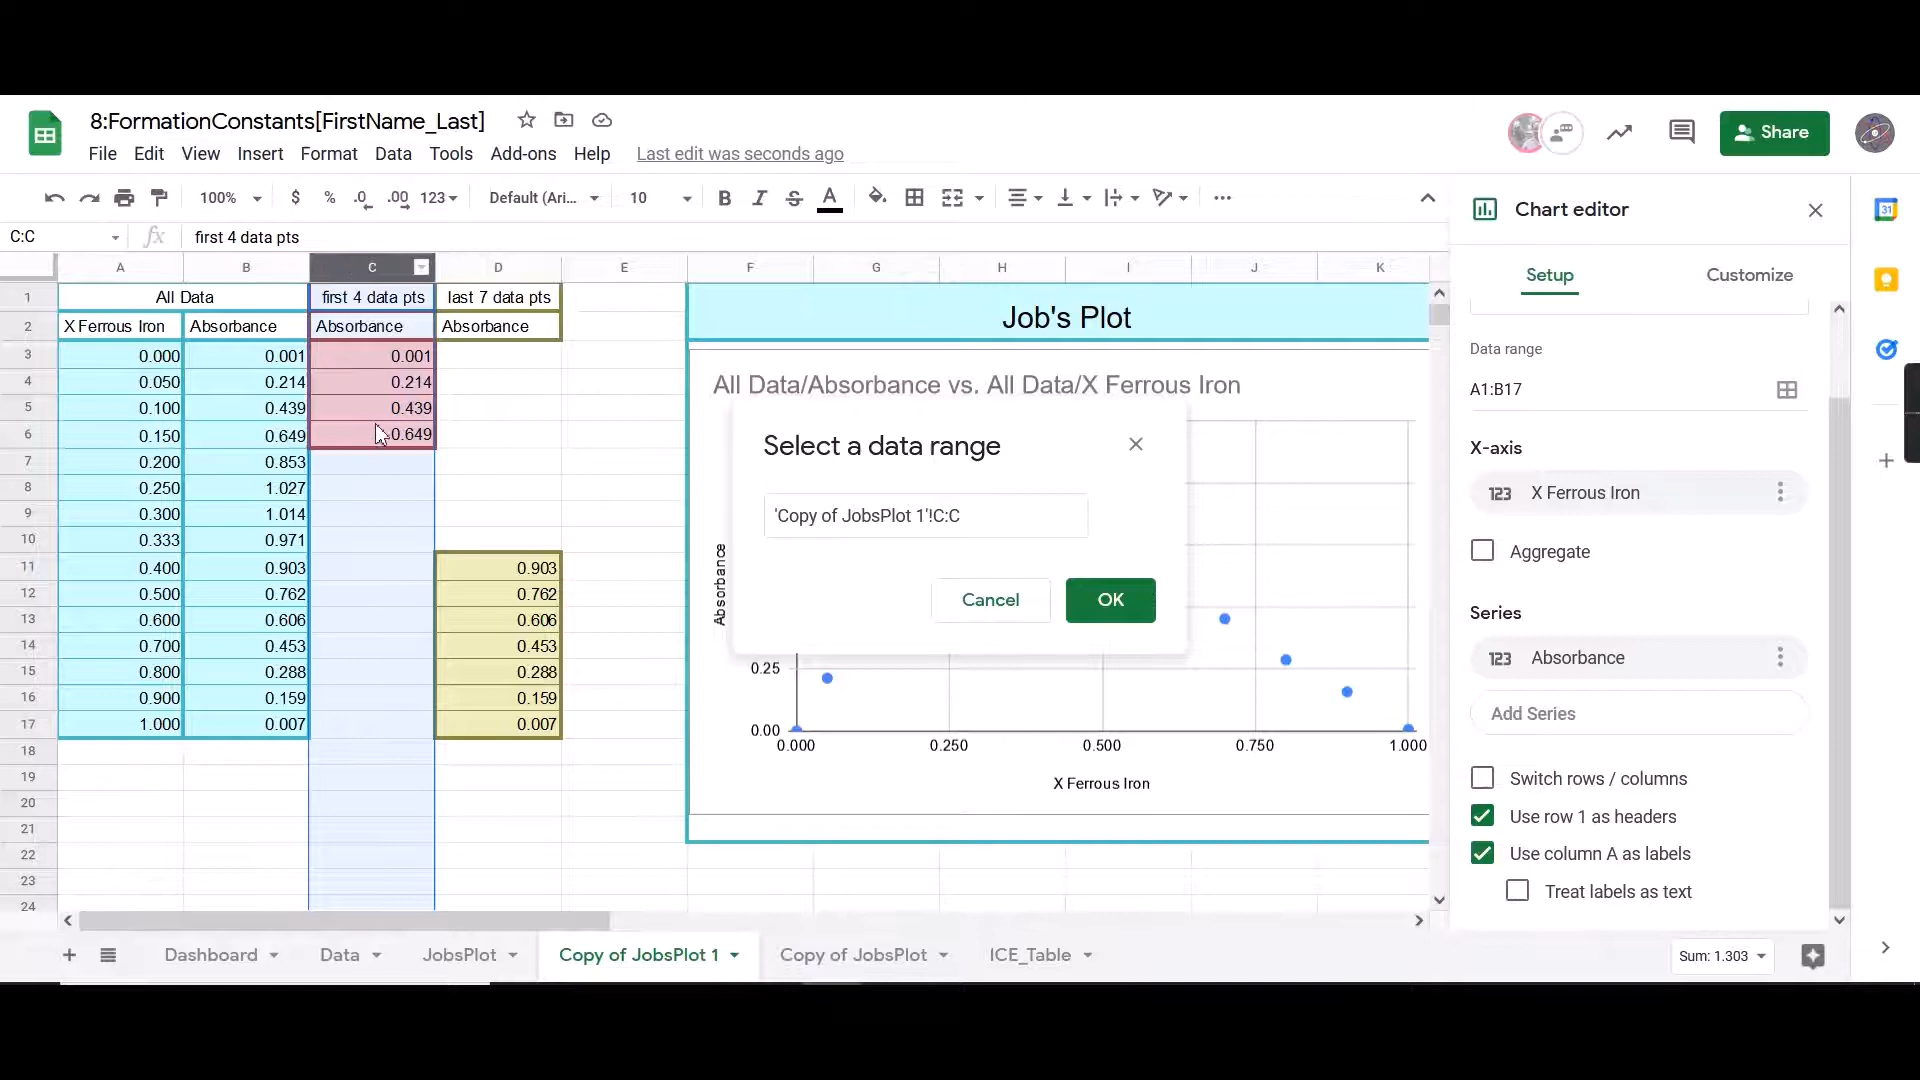 8:FormationConstants[FirstName_Last]
File Edit View Insert Format Data Tools Add-ons Help Last edit was seconds ago
Share
100% $ % .0 .00 123 Default (Ari... 10 B I S A
C:C fx first 4 data pts
A B C D E F G H I J K
1 All Data first 4 data pts last 7 data pts
2 X Ferrous Iron Absorbance Absorbance Absorbance
3 0.000 0.001 0.001
4 0.050 0.214 0.214
5 0.100 0.439 0.439
6 0.150 0.649 0.649
7 0.200 0.853
8 0.250 1.027
9 0.300 1.014
10 0.333 0.971
11 0.400 0.903 0.903
12 0.500 0.762 0.762
13 0.600 0.606 0.606
14 0.700 0.453 0.453
15 0.800 0.288 0.288
16 0.900 0.159 0.159
17 1.000 0.007 0.007
18
19
20
21
22
23
24
Job's Plot
All Data/Absorbance vs. All Data/X Ferrous Iron
Absorbance
0.25
0.00
0.000 0.250 0.500 0.750 1.000
X Ferrous Iron
Select a data range
'Copy of JobsPlot 1'!C:C
Cancel OK
Chart editor
Setup Customize
Data range
A1:B17
X-axis
123 X Ferrous Iron
Aggregate
Series
123 Absorbance
Add Series
Switch rows / columns
Use row 1 as headers
Use column A as labels
Treat labels as text
31
Dashboard Data JobsPlot Copy of JobsPlot 1 Copy of JobsPlot ICE_Table
Sum: 1.303